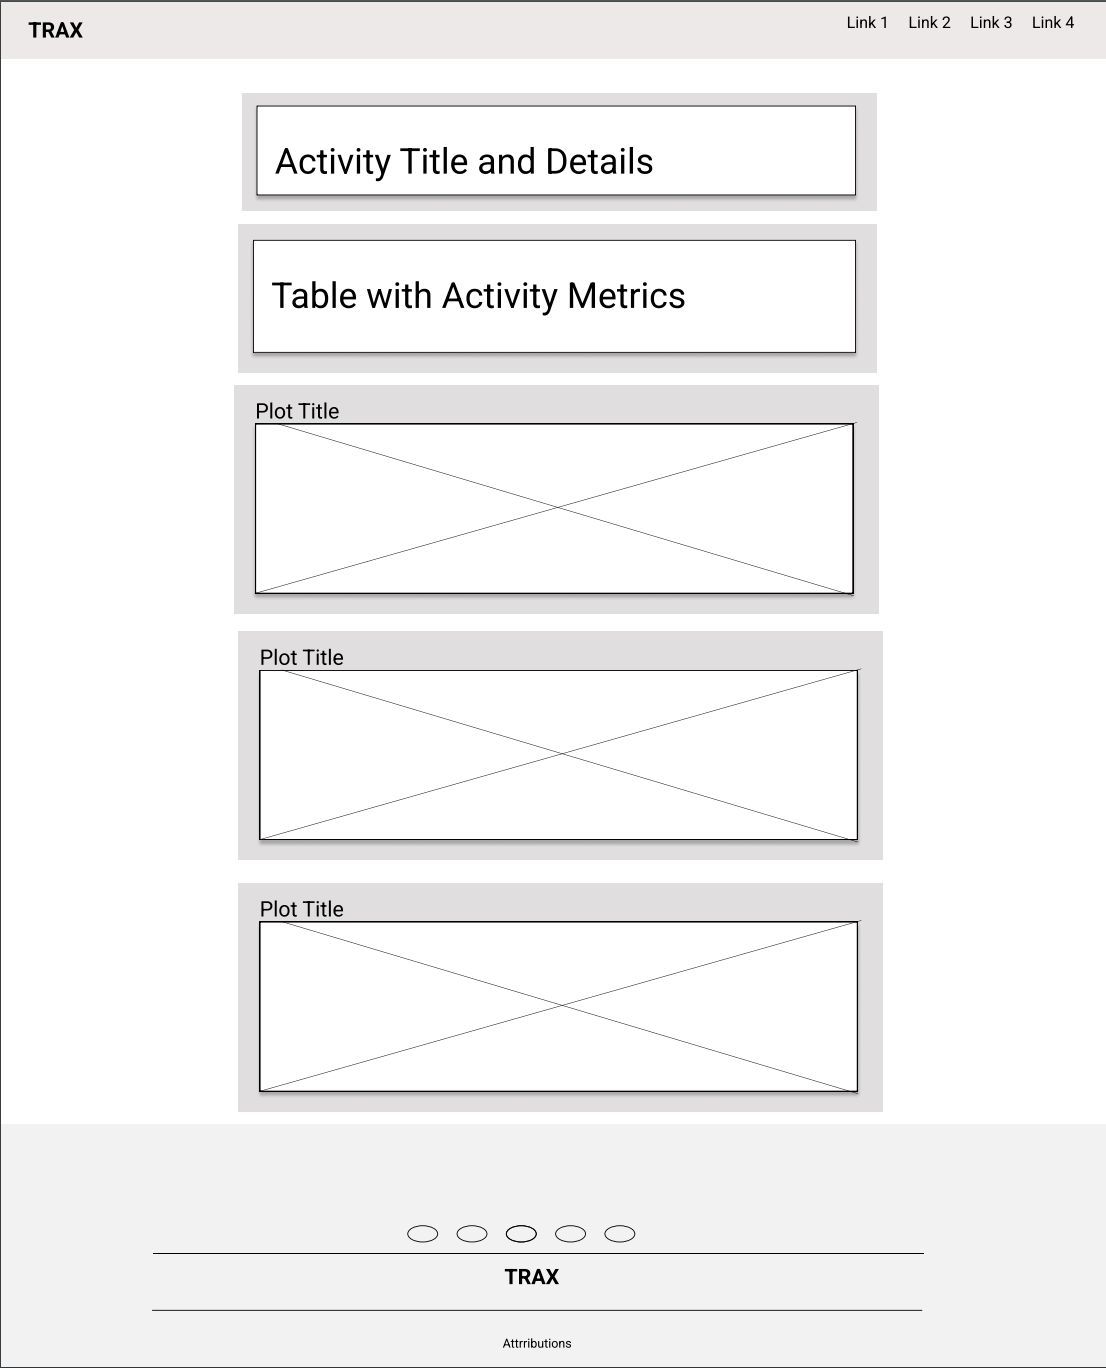 TRAX
Link 1 Link 2 Link 3 Link 4
Activity Title and Details
Table with Activity Metrics
Plot Title
Plot Title
Plot Title
TRAX
Attrributions